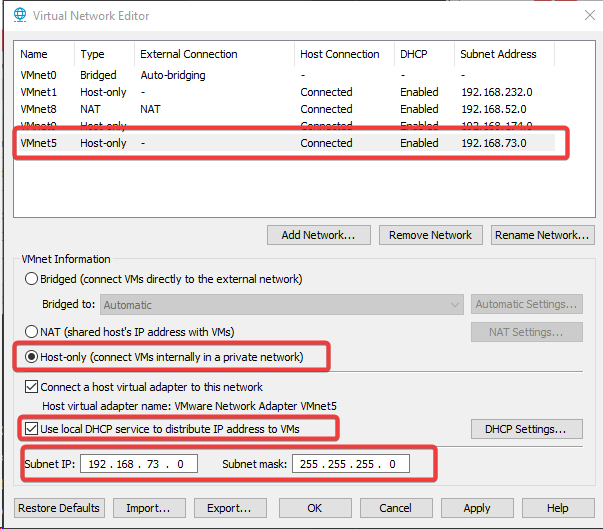 Virtual Network Editor
Name Type External Connection Host Connection DHCP Subnet Address
VMnet0 Bridged Auto-bridging - - -
VMnet1 Host-only - Connected Enabled 192.168.232.0
VMnet8 NAT NAT Connected Enabled 192.168.52.0
Host-only Connected Enabled 192.168.174.0
VMnet5 Host-only - Connected Enabled 192.168.73.0
Add Network... Remove Network Rename Network...
VMnet Information
Bridged (connect VMs directly to the external network)
Bridged to: Automatic Automatic Settings...
NAT (shared host's IP address with VMs) NAT Settings...
Host-only (connect VMs internally in a private network)
Connect a host virtual adapter to this network
Host virtual adapter name: VMware Network Adapter VMnet5
Use local DHCP service to distribute IP address to VMs DHCP Settings...
Subnet IP: 192 . 168 . 73 . 0 Subnet mask: 255 . 255 . 255 . 0
Restore Defaults Import... Export... OK Cancel Apply Help